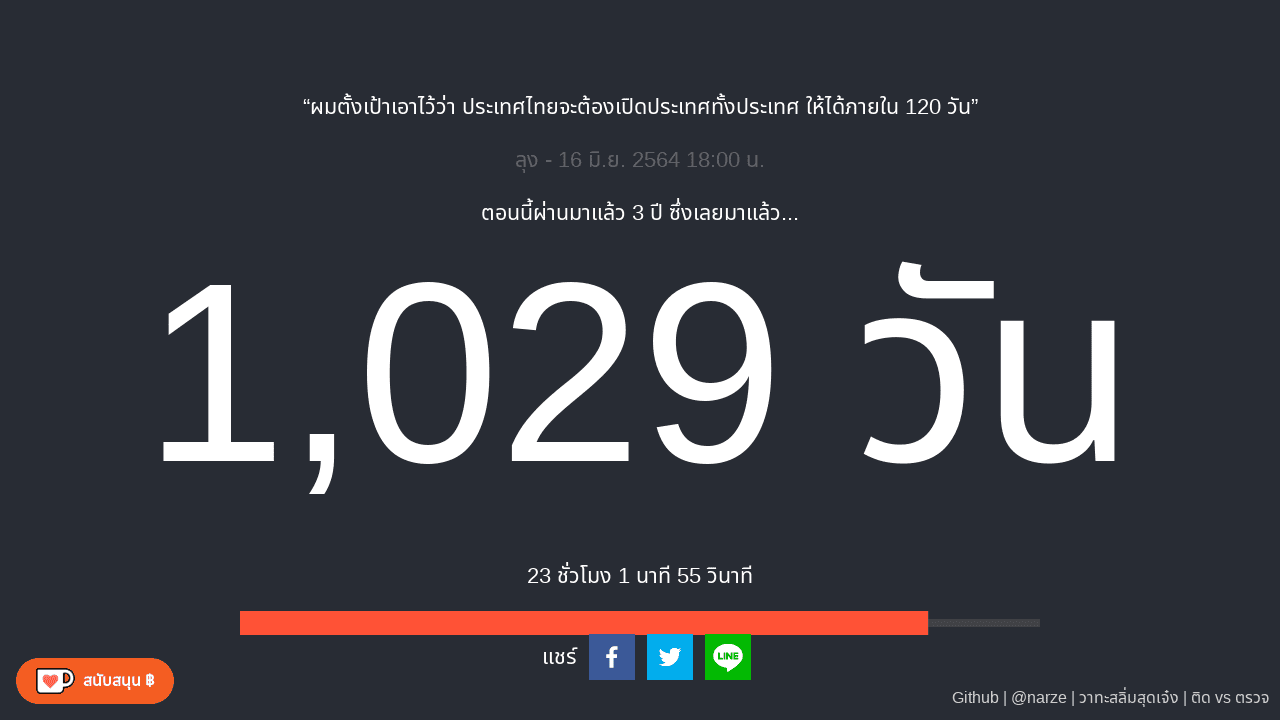 “ผมตั้งเป้าเอาไว้ว่า ประเทศไทยจะต้องเปิดประเทศทั้งประเทศ ให้ได้ภายใน 120 วัน”
ลุง - 16 มิ.ย. 2564 18:00 น.
ตอนนี้ผ่านมาแล้ว 3 ปี ซึ่งเลยมาแล้ว...
1,029 วัน
23 ชั่วโมง 1 นาที 55 วินาที
แชร์
LINE
สนับสนุน ฿
Github | @narze | วาทะสลิ่มสุดเจ๋ง | ติด vs ตรวจ